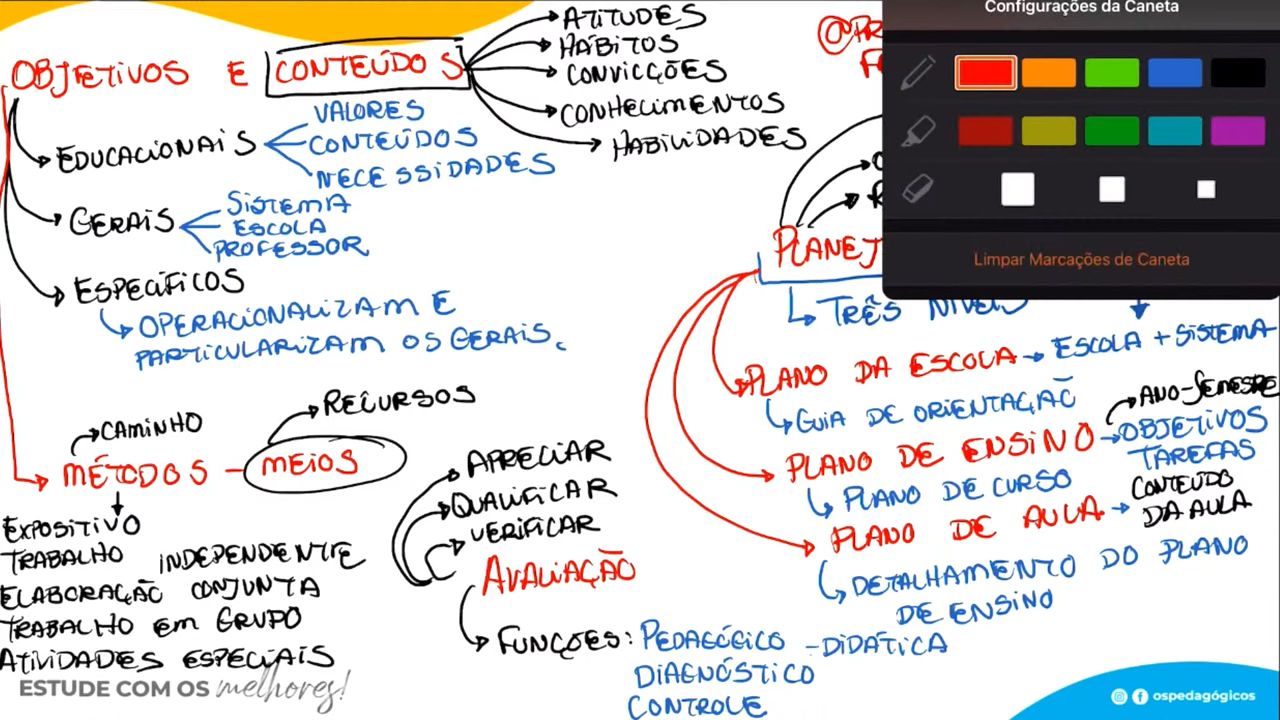 OBJETIVOS E CONTEÚDOS
ATITUDES
HÁBITOS
CONVICÇÕES
CONHECIMENTOS
HABILIDADES
EDUCACIONAIS
VALORES
CONTEÚDOS
NECESSIDADES
GERAIS
SISTEMA
ESCOLA
PROFESSOR
ESPECÍFICOS
OPERACIONALIZAM E
PARTICULARIZAM OS GERAIS.
CAMINHO
RECURSOS
MÉTODOS - MEIOS
EXPOSITIVO
TRABALHO INDEPENDENTE
ELABORAÇÃO CONJUNTA
TRABALHO EM GRUPO
ATIVIDADES ESPECIAIS
APRECIAR
QUALIFICAR
VERIFICAR
AVALIAÇÃO
FUNÇÕES: PEDAGÓGICO - DIDÁTICA
DIAGNÓSTICO
CONTROLE
PLANEJ
TRÊS NÍVEIS
PLANO DA ESCOLA → ESCOLA + SISTEMA
GUIA DE ORIENTAÇÃO
PLANO DE ENSINO → OBJETIVOS
TAREFAS
ANO-SEMESTRE
PLANO DE CURSO
PLANO DE AULA → CONTEÚDO
DA AULA
DETALHAMENTO DO PLANO
DE ENSINO
Configurações da Caneta
Limpar Marcações de Caneta
ESTUDE COM OS melhores!
ospedagógicos